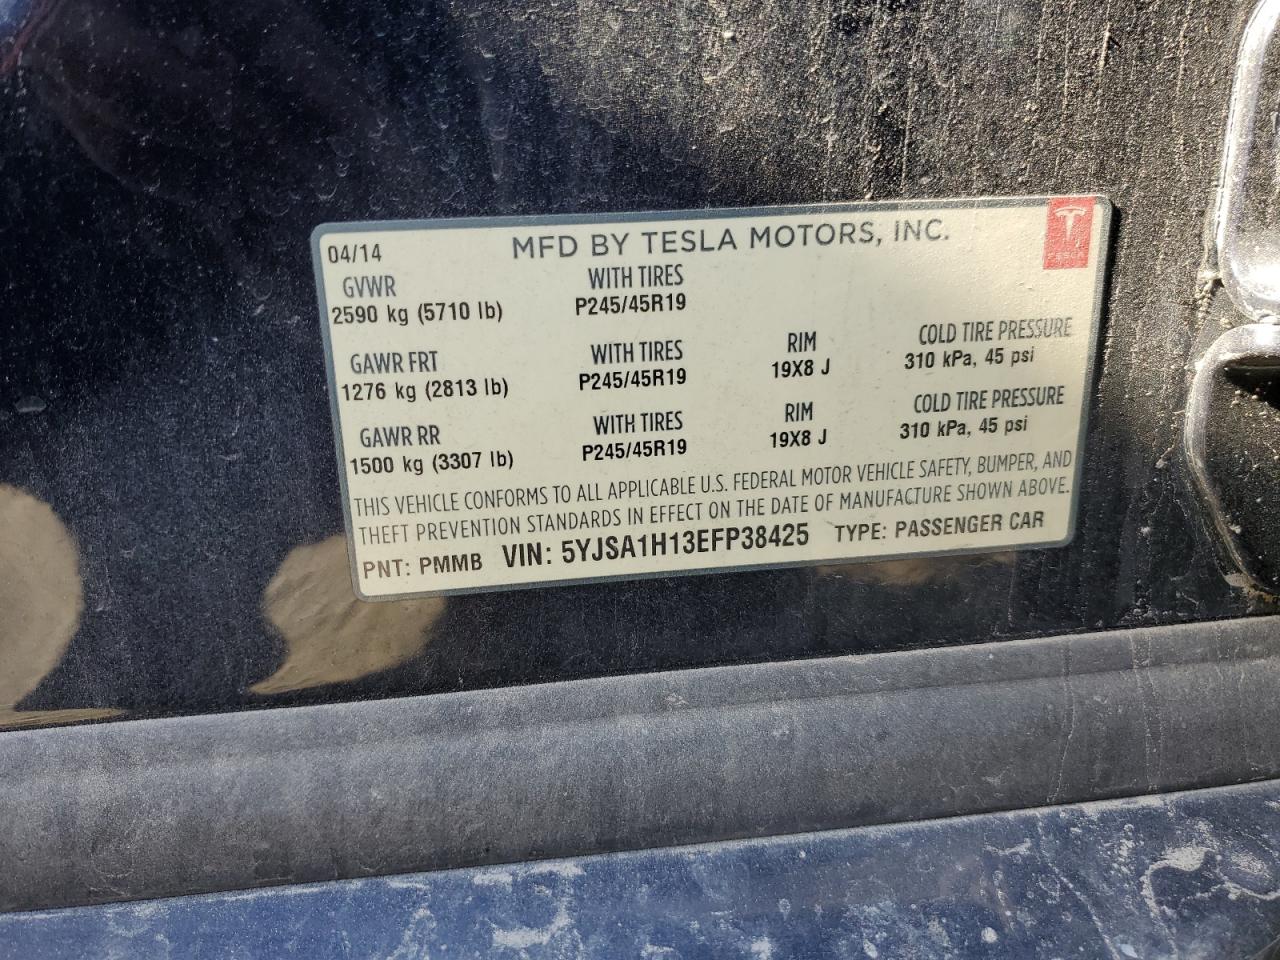 04/14 MFD BY TESLA MOTORS, INC. TESLA
GVWR WITH TIRES
2590 kg (5710 lb) P245/45R19
GAWR FRT WITH TIRES RIM COLD TIRE PRESSURE
1276 kg (2813 lb) P245/45R19 19X8 J 310 kPa, 45 psi
GAWR RR WITH TIRES RIM COLD TIRE PRESSURE
1500 kg (3307 lb) P245/45R19 19X8 J 310 kPa, 45 psi
THIS VEHICLE CONFORMS TO ALL APPLICABLE U.S. FEDERAL MOTOR VEHICLE SAFETY, BUMPER, AND
THEFT PREVENTION STANDARDS IN EFFECT ON THE DATE OF MANUFACTURE SHOWN ABOVE.
PNT: PMMB VIN: 5YJSA1H13EFP38425 TYPE: PASSENGER CAR